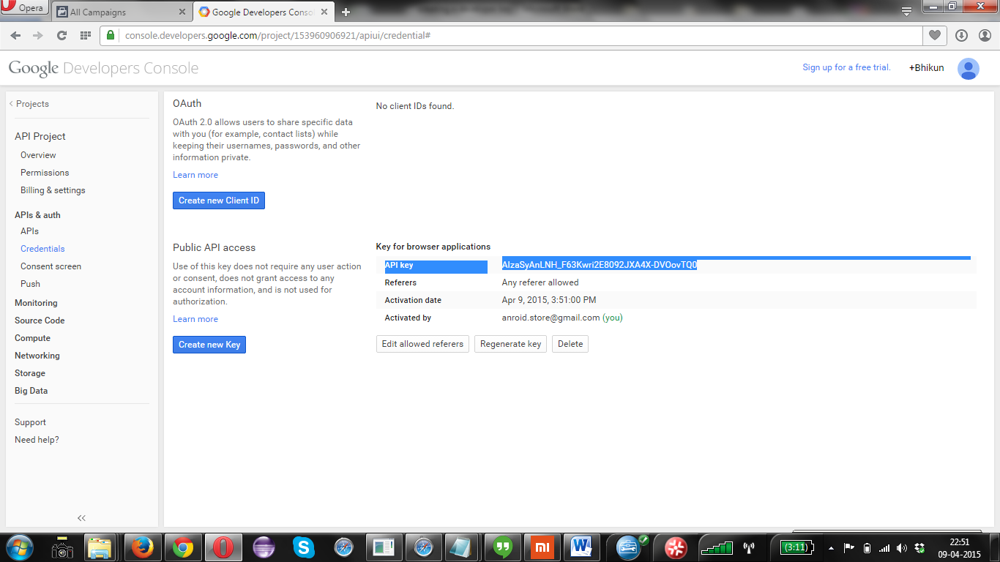 Opera
All Campaigns
Google Developers Conso
console.developers.google.com/project/153960906921/apiui/credential#
Google Developers Console
Sign up for a free trial.
+Bhikun
Projects
API Project
Overview
Permissions
Billing & settings
APIs & auth
APIs
Credentials
Consent screen
Push
Monitoring
Source Code
Compute
Networking
Storage
Big Data
Support
Need help?
OAuth
OAuth 2.0 allows users to share specific data
with you (for example, contact lists) while
keeping their usernames, passwords, and other
information private.
Learn more
Create new Client ID
No client IDs found.
Public API access
Use of this key does not require any user action
or consent, does not grant access to any
account information, and is not used for
authorization.
Learn more
Create new Key
Key for browser applications
API key AIzaSyAnLNH_F63Kwri2E8092JXA4X-DVOovTQ0
Referers Any referer allowed
Activation date Apr 9, 2015, 3:51:00 PM
Activated by anroid.store@gmail.com (you)
Edit allowed referers Regenerate key Delete
(3:11)
22:51
09-04-2015